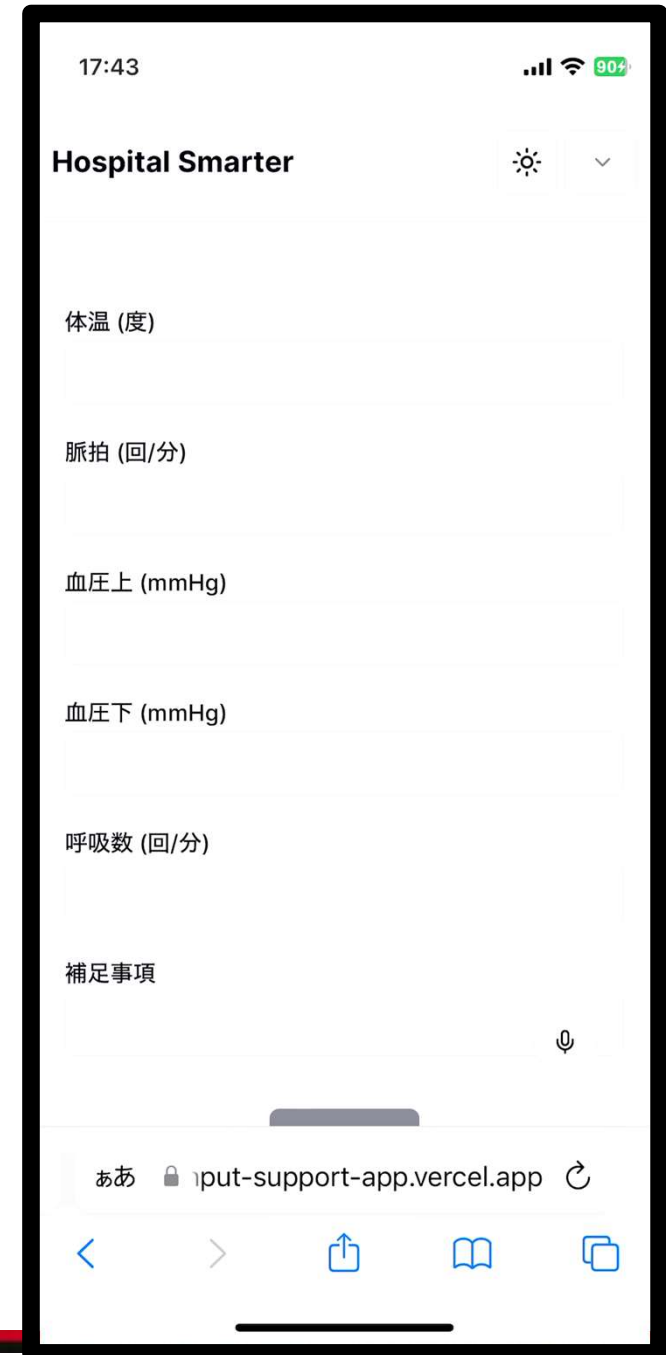 17:43
90
Hospital Smarter
体温 (度)
脈拍 (回/分)
血圧上 (mmHg)
血圧下 (mmHg)
呼吸数 (回/分)
補足事項
ぁあ
put-support-app.vercel.app